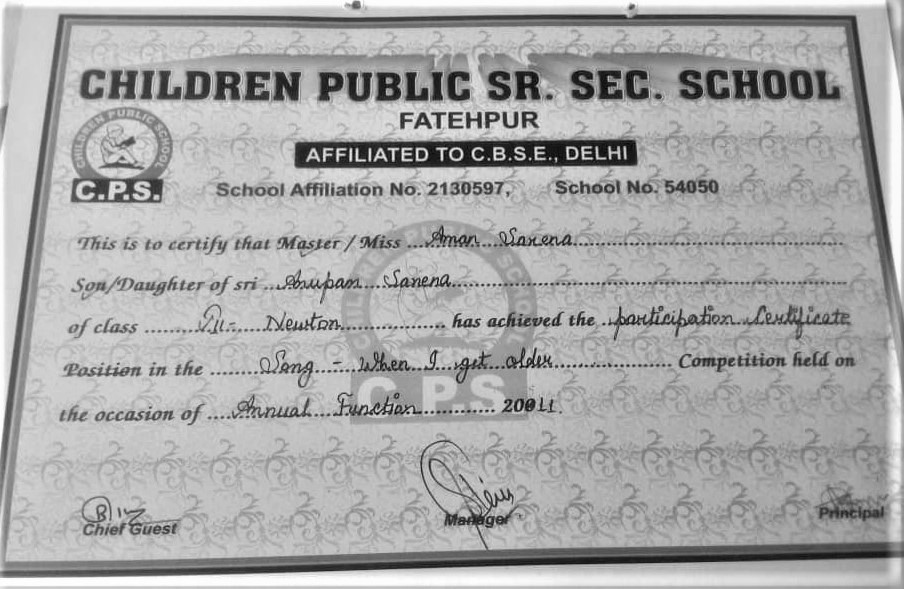 CHILDREN PUBLIC SR. SEC. SCHOOL
FATEHPUR
AFFILIATED TO C.B.S.E., DELHI
CHILDREN PUBLIC SCHOOL
C.P.S.
School Affiliation No. 2130597, School No. 54050
This is to certify that Master / Miss ...Aman Saxena...
Son/Daughter of sri ...Anupam Saxena...
of class ... - Newton... has achieved the ...participation Certificate
Position in the ...Song - When I get older... Competition held on
the occasion of ...Annual Function... 2011.
C P S
Chief Guest
Manager
Principal